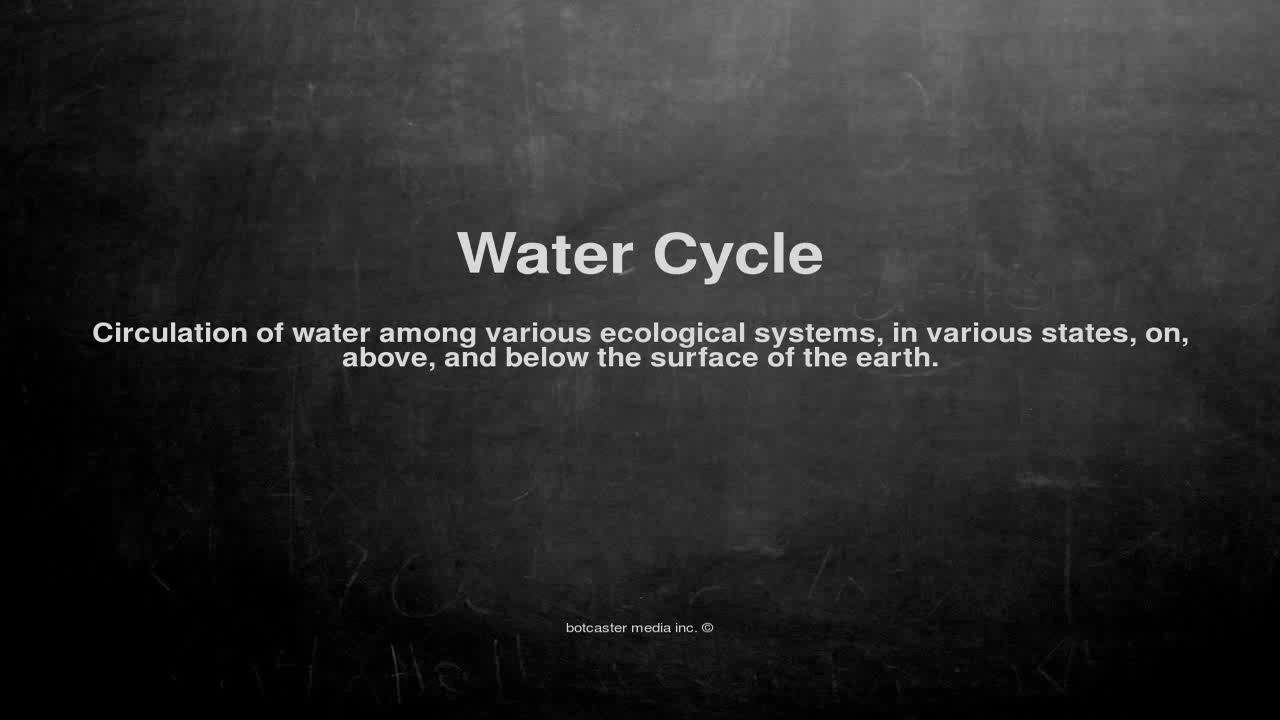 Water Cycle
Circulation of water among various ecological systems, in various states, on,
above, and below the surface of the earth.
botcaster media inc. ©